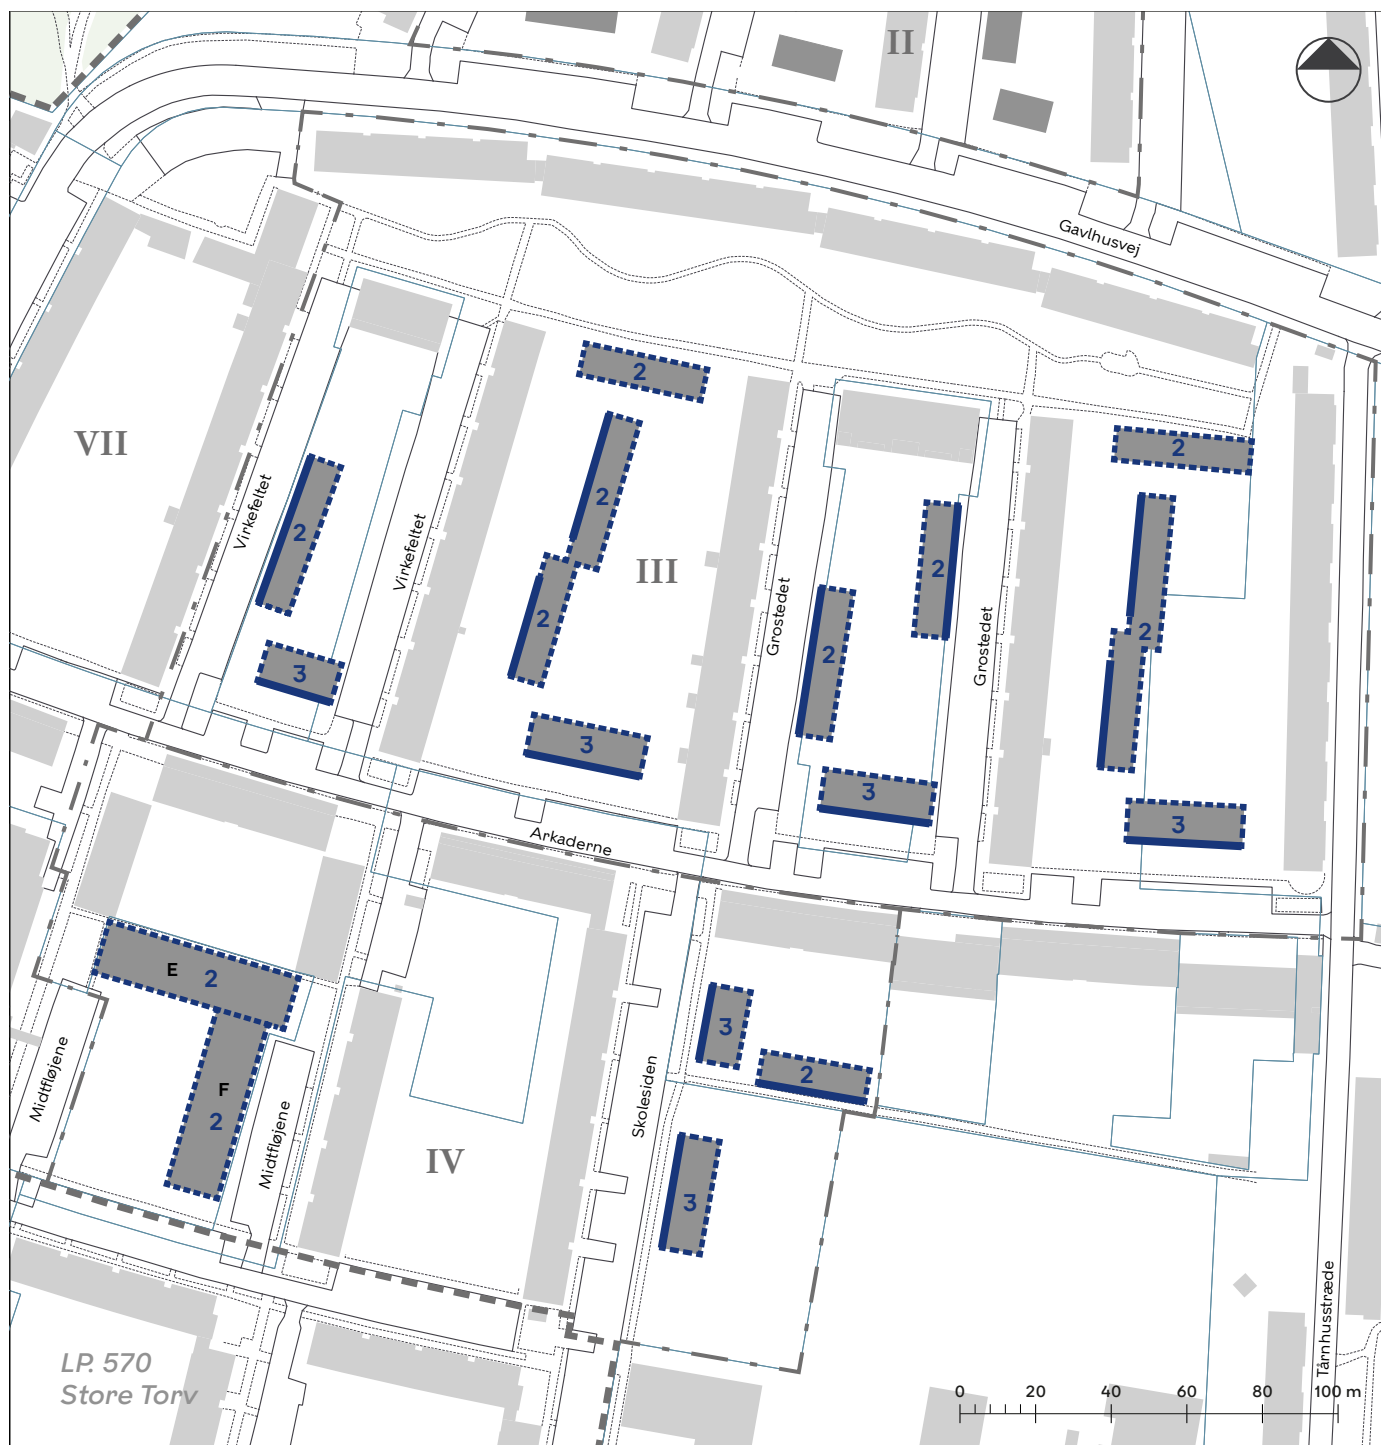 II
Gavlhusvej
2
2
VII
Virkefeltet
2
2
Virkefeltet
2
III
2
2
Grostedet
2
Grostedet
2
2
3
3
3
3
Arkaderne
E
2
F
2
Midtfløjene
Midtfløjene
IV
3
2
Skolesiden
3
Tårnhusstræde
LP. 570
Store Torv
0 20 40 60 80 100 m